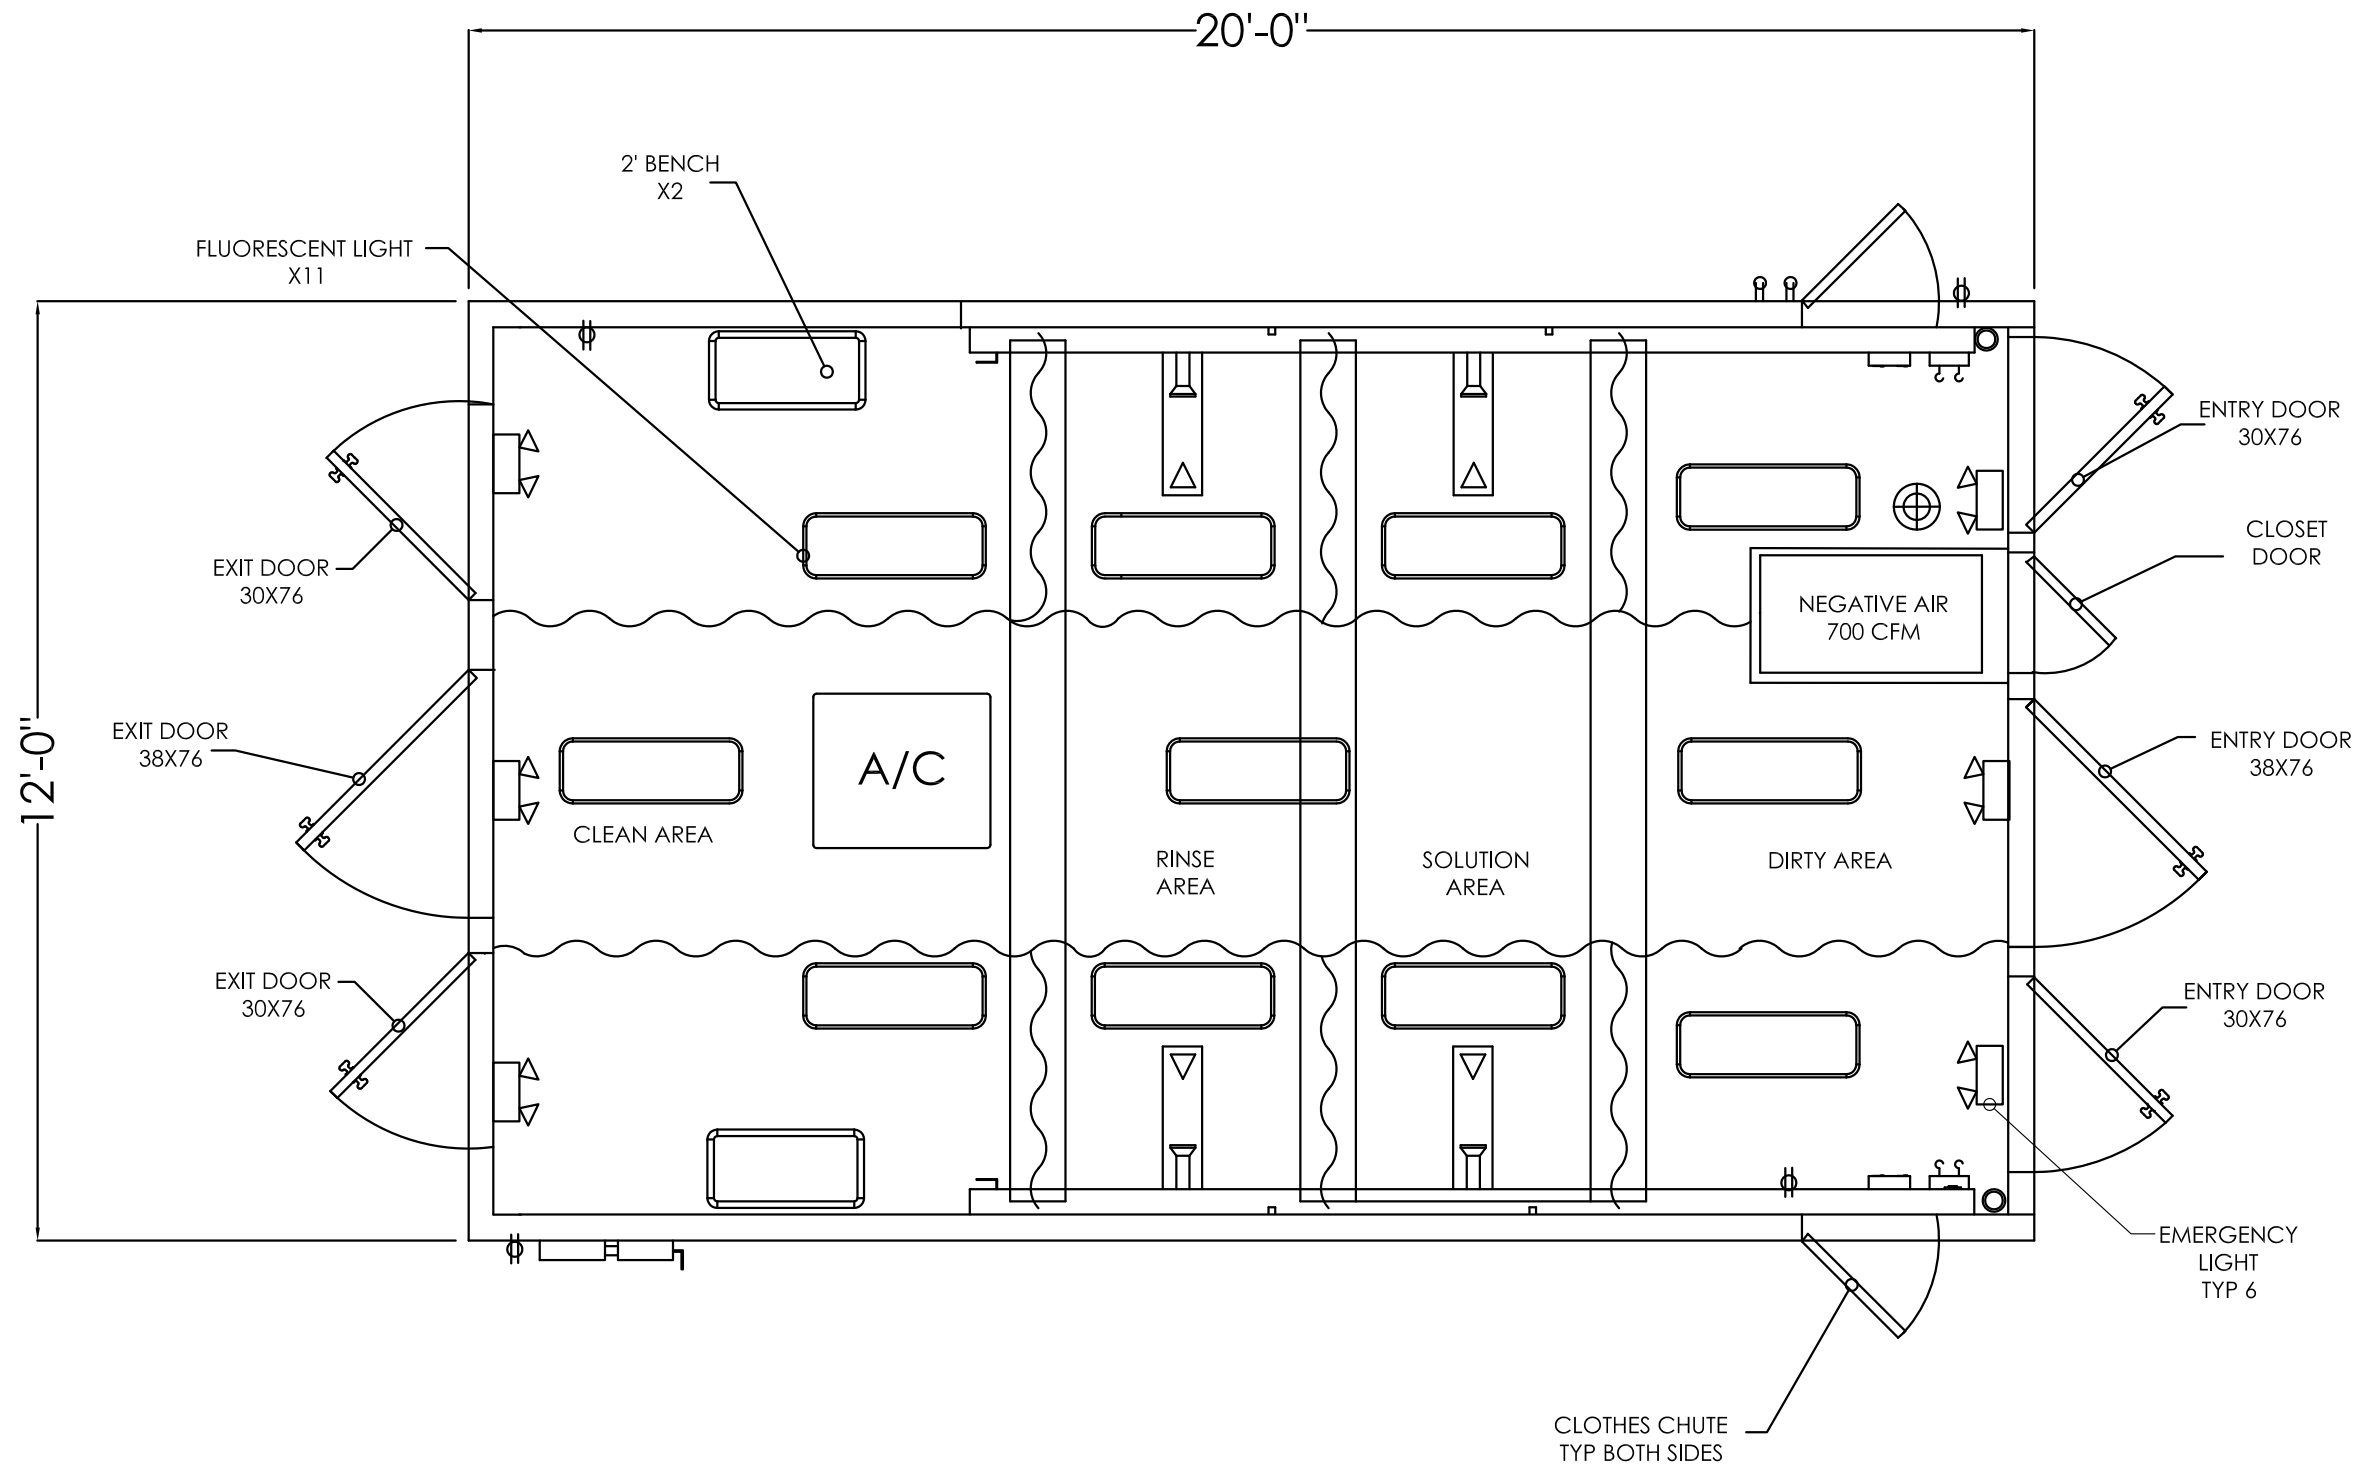 20'-0"
2' BENCH
X2
FLUORESCENT LIGHT
X11
ENTRY DOOR
30X76
CLOSET
DOOR
EXIT DOOR
30X76
NEGATIVE AIR
700 CFM
EXIT DOOR
38X76
12'-0"
A/C
ENTRY DOOR
38X76
CLEAN AREA
RINSE
AREA
SOLUTION
AREA
DIRTY AREA
EXIT DOOR
30X76
ENTRY DOOR
30X76
EMERGENCY
LIGHT
TYP 6
CLOTHES CHUTE
TYP BOTH SIDES